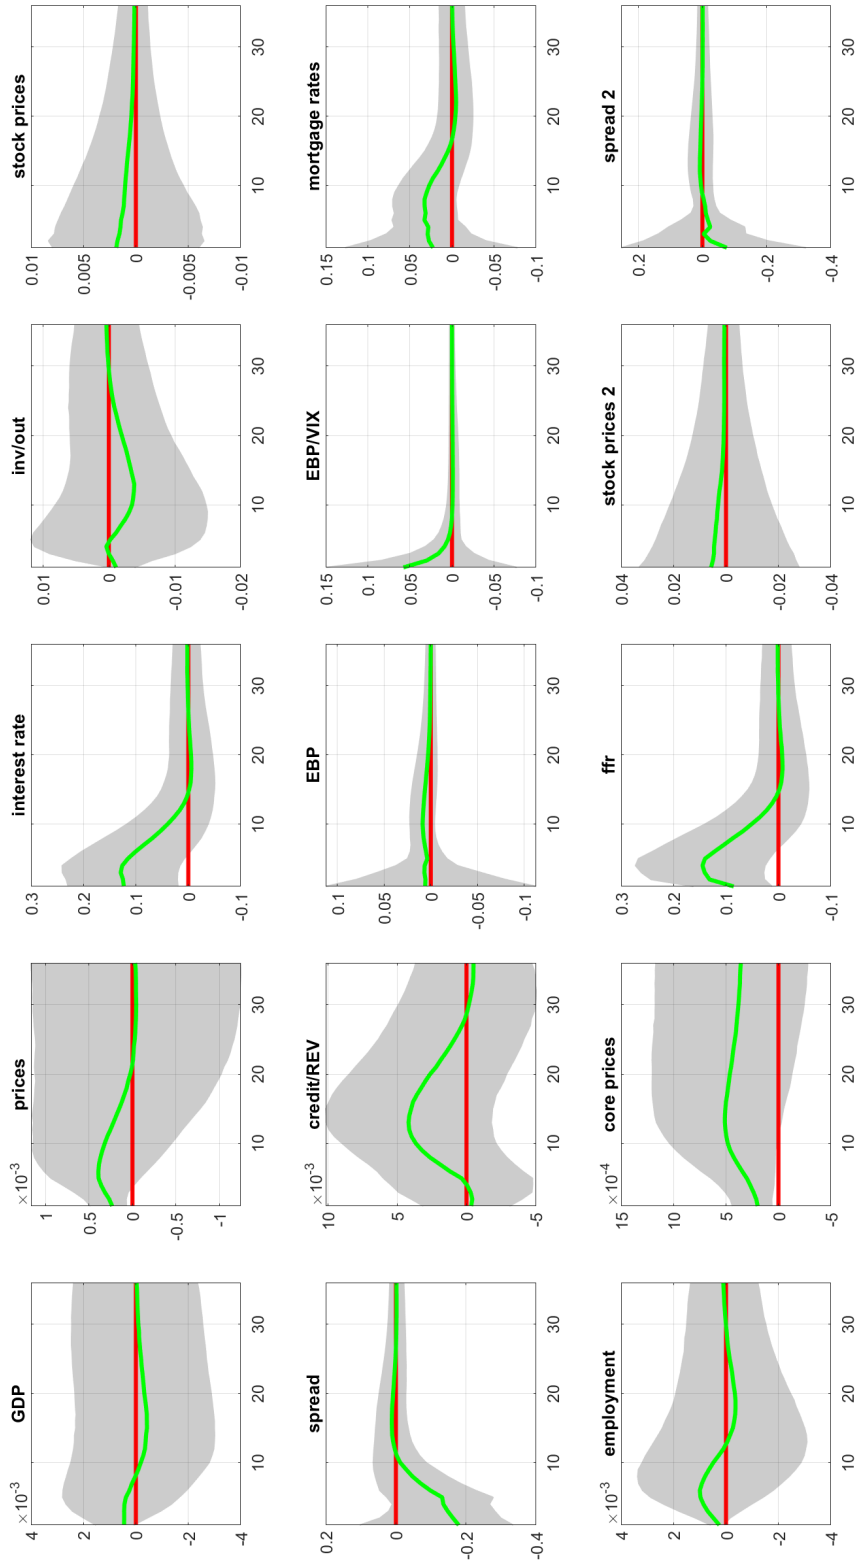 GDP
×10⁻³
4
2
0
-2
-4
10 20 30
prices
×10⁻³
1
0.5
0
-0.5
-1
10 20 30
interest rate
0.3
0.2
0.1
0
-0.1
10 20 30
inv/out
0.01
0
-0.01
-0.02
10 20 30
stock prices
0.01
0.005
0
-0.005
-0.01
10 20 30
spread
0.2
0
-0.2
-0.4
10 20 30
credit/REV
×10⁻³
10
5
0
-5
10 20 30
EBP
0.1
0.05
0
-0.05
-0.1
10 20 30
EBP/VIX
0.15
0.1
0.05
0
-0.05
-0.1
10 20 30
mortgage rates
0.15
0.1
0.05
0
-0.05
-0.1
10 20 30
employment
×10⁻³
4
2
0
-2
-4
10 20 30
core prices
×10⁻⁴
15
10
5
0
-5
10 20 30
ffr
0.3
0.2
0.1
0
-0.1
10 20 30
stock prices 2
0.04
0.02
0
-0.02
-0.04
10 20 30
spread 2
0.2
0
-0.2
-0.4
10 20 30